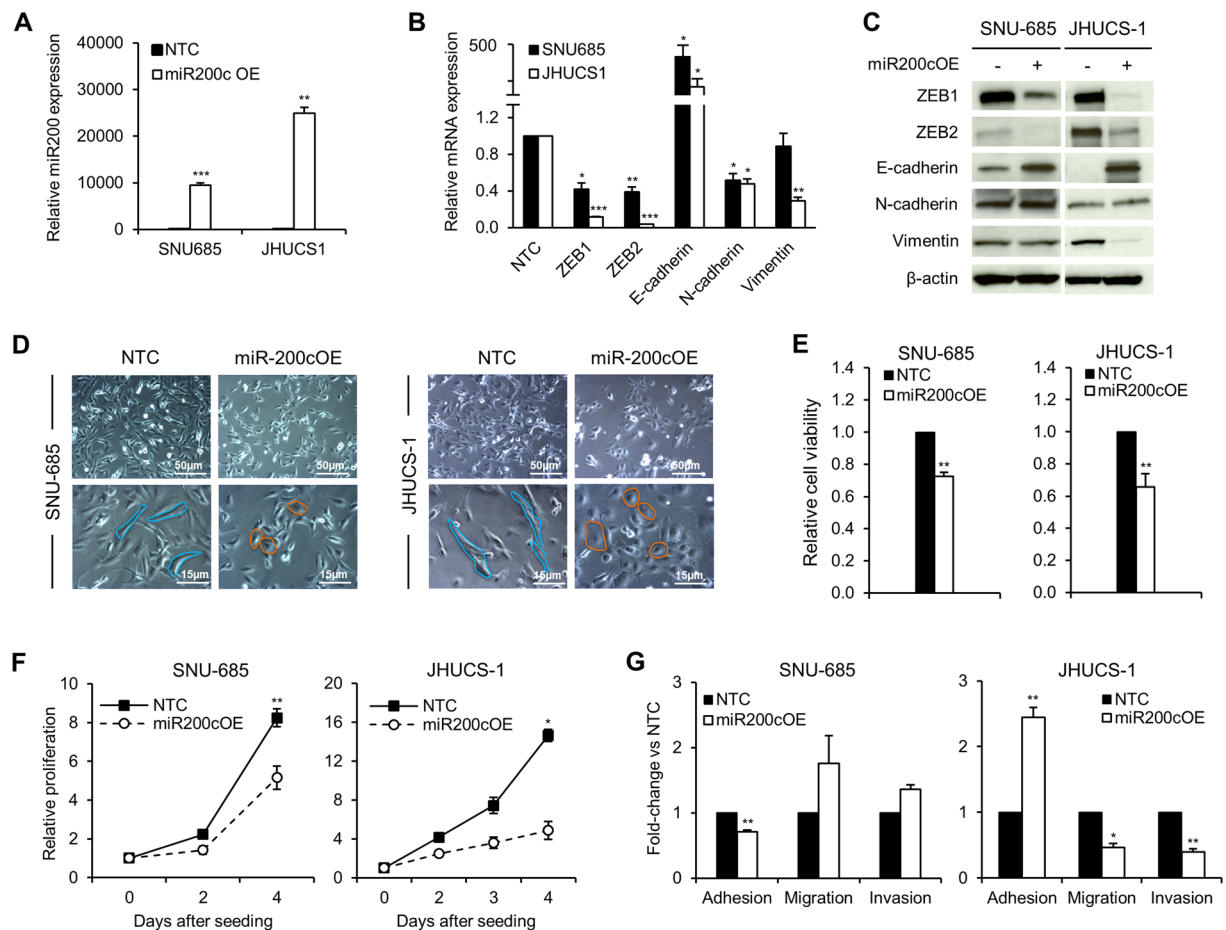 A
Relative miR200 expression
40000
30000
20000
10000
0
NTC
miR200c OE
***
**
SNU685
JHUCS1
B
Relative mRNA expression
500
1.2
0.8
0.4
0.0
SNU685
JHUCS1
*
**
***
***
*
*
*
*
**
NTC
ZEB1
ZEB2
E-cadherin
N-cadherin
Vimentin
C
SNU-685 JHUCS-1
miR200cOE - + - +
ZEB1
ZEB2
E-cadherin
N-cadherin
Vimentin
β-actin
D
NTC miR-200cOE
SNU-685
50µm 50µm
15µm 15µm
NTC miR-200cOE
JHUCS-1
50µm 50µm
15µm 15µm
E
Relative cell viability
SNU-685
NTC
miR200cOE
1.4
1.2
1.0
0.8
0.6
0.4
0.2
0.0
**
JHUCS-1
NTC
miR200cOE
1.4
1.2
1.0
0.8
0.6
0.4
0.2
0.0
**
F
Relative proliferation
SNU-685
NTC
miR200cOE
10
8
6
4
2
0
**
0 2 4
Days after seeding
JHUCS-1
NTC
miR200cOE
20
16
12
8
4
0
*
0 2 3 4
Days after seeding
G
Fold-change vs NTC
SNU-685
NTC
miR200cOE
3
2
1
0
**
Adhesion Migration Invasion
JHUCS-1
NTC
miR200cOE
3
2
1
0
**
*
**
Adhesion Migration Invasion